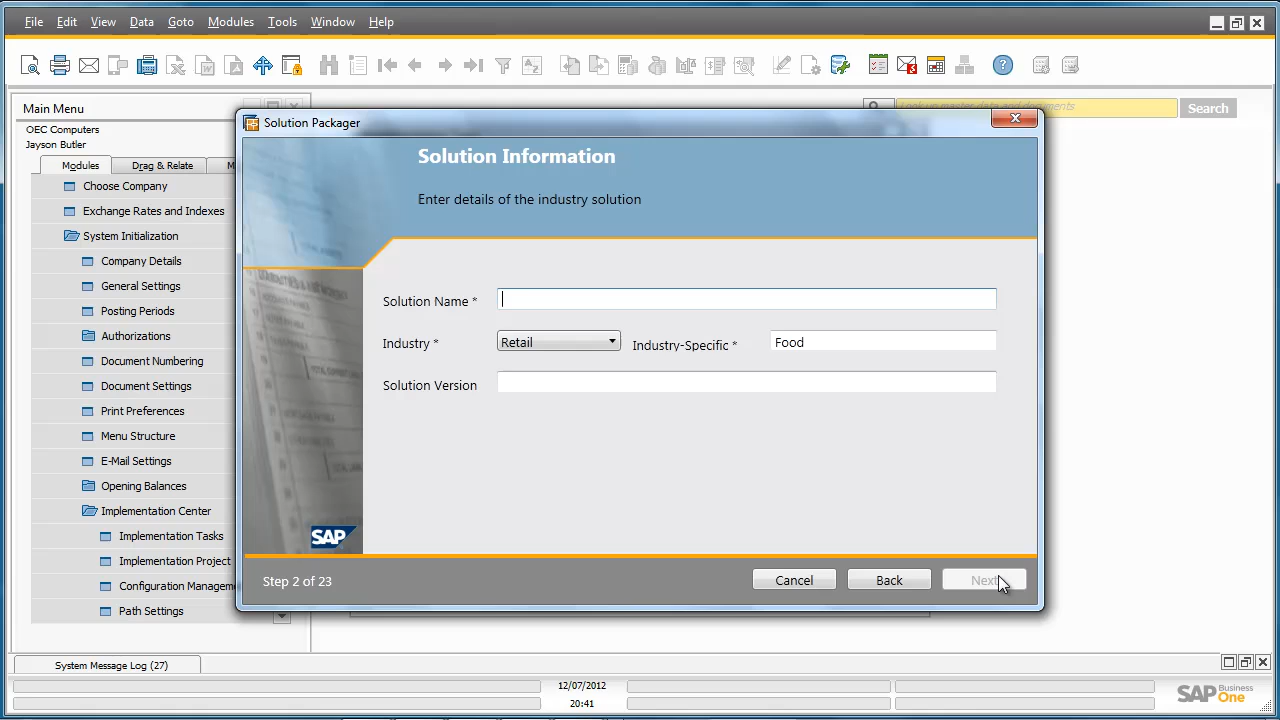 File Edit View Data Goto Modules Tools Window Help
Main Menu
Look up master data and documents
Search
OEC Computers
Jayson Butler
Modules Drag & Relate M
Choose Company
Exchange Rates and Indexes
System Initialization
Company Details
General Settings
Posting Periods
Authorizations
Document Numbering
Document Settings
Print Preferences
Menu Structure
E-Mail Settings
Opening Balances
Implementation Center
Implementation Tasks
Implementation Project
Configuration Manageme
Path Settings
Solution Packager
Solution Information
Enter details of the industry solution
Solution Name *
Industry * Retail Industry-Specific * Food
Solution Version
SAP
Step 2 of 23 Cancel Back Next
System Message Log (27)
12/07/2012
20:41
SAP Business One